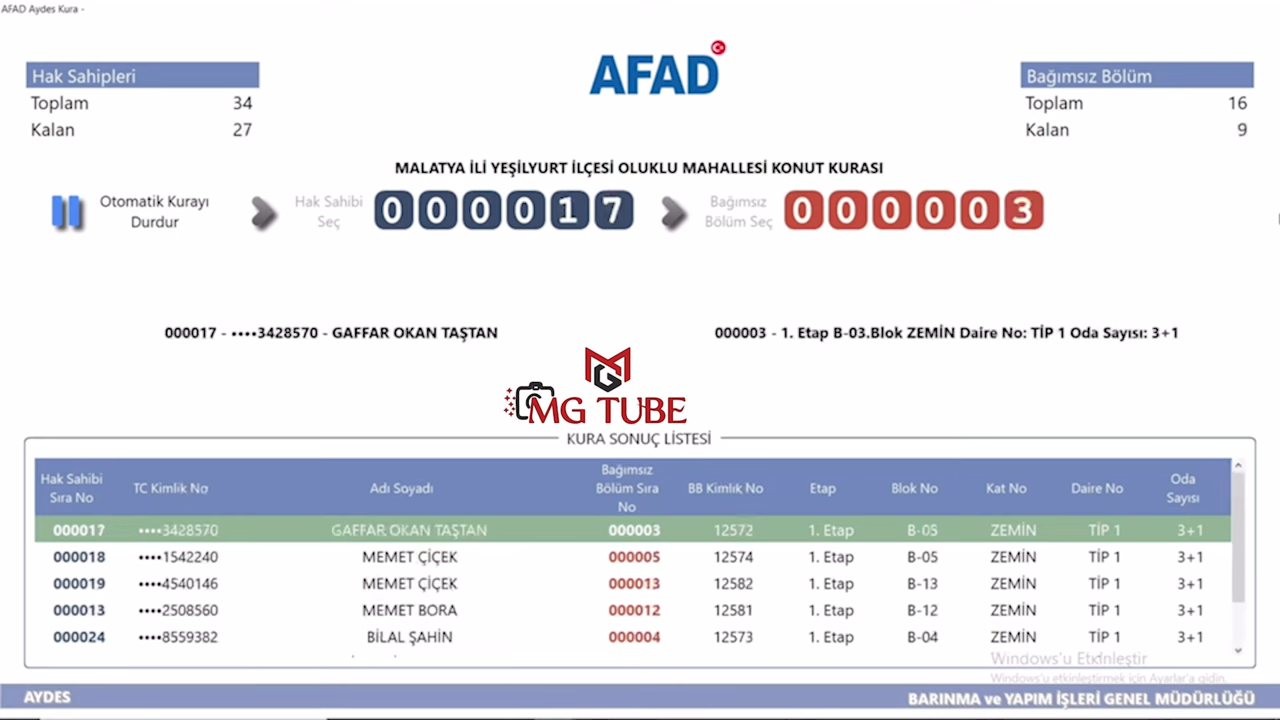 AFAD Aydes Kura -
AFAD
Hak Sahipleri
Toplam 34
Kalan 27
Bağımsız Bölüm
Toplam 16
Kalan 9
MALATYA İLİ YEŞİLYURT İLÇESİ OLUKLU MAHALLESİ KONUT KURASI
Otomatik Kurayı
Durdur
Hak Sahibi
Seç
000017
Bağımsız
Bölüm Seç
000003
000017 - ••••3428570 - GAFFAR OKAN TAŞTAN
000003 - 1. Etap B-03.Blok ZEMİN Daire No: TİP 1 Oda Sayısı: 3+1
MG TUBE
KURA SONUÇ LİSTESİ
Hak Sahibi Sıra No TC Kimlik No Adı Soyadı Bağımsız Bölüm Sıra No BB Kimlik No Etap Blok No Kat No Daire No Oda Sayısı
000017 ••••3428570 GAFFAR OKAN TAŞTAN 000003 12572 1. Etap B-05 ZEMİN TİP 1 3+1
000018 ••••1542240 MEMET ÇİÇEK 000005 12574 1. Etap B-05 ZEMİN TİP 1 3+1
000019 ••••4540146 MEMET ÇİÇEK 000013 12582 1. Etap B-13 ZEMİN TİP 1 3+1
000013 ••••2508560 MEMET BORA 000012 12581 1. Etap B-12 ZEMİN TİP 1 3+1
000024 ••••8559382 BİLAL ŞAHİN 000004 12573 1. Etap B-04 ZEMİN TİP 1 3+1
Windows'u Etkinleştir
Windows'u etkinleştirmek için Ayarlar'a gidin.
AYDES
BARINMA ve YAPIM İŞLERİ GENEL MÜDÜRLÜĞÜ